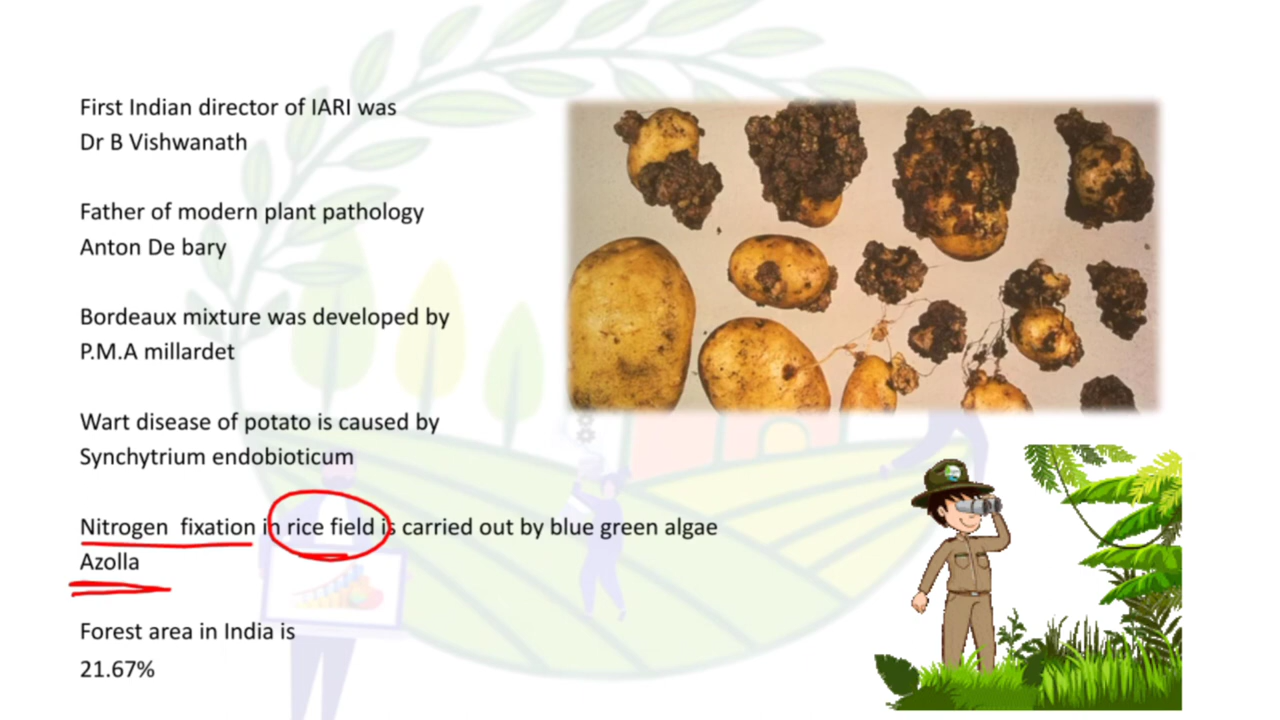 First Indian director of IARI was
Dr B Vishwanath
Father of modern plant pathology
Anton De bary
Bordeaux mixture was developed by
P.M.A millardet
Wart disease of potato is caused by
Synchytrium endobioticum
Nitrogen fixation in rice field is carried out by blue green algae
Azolla
Forest area in India is
21.67%